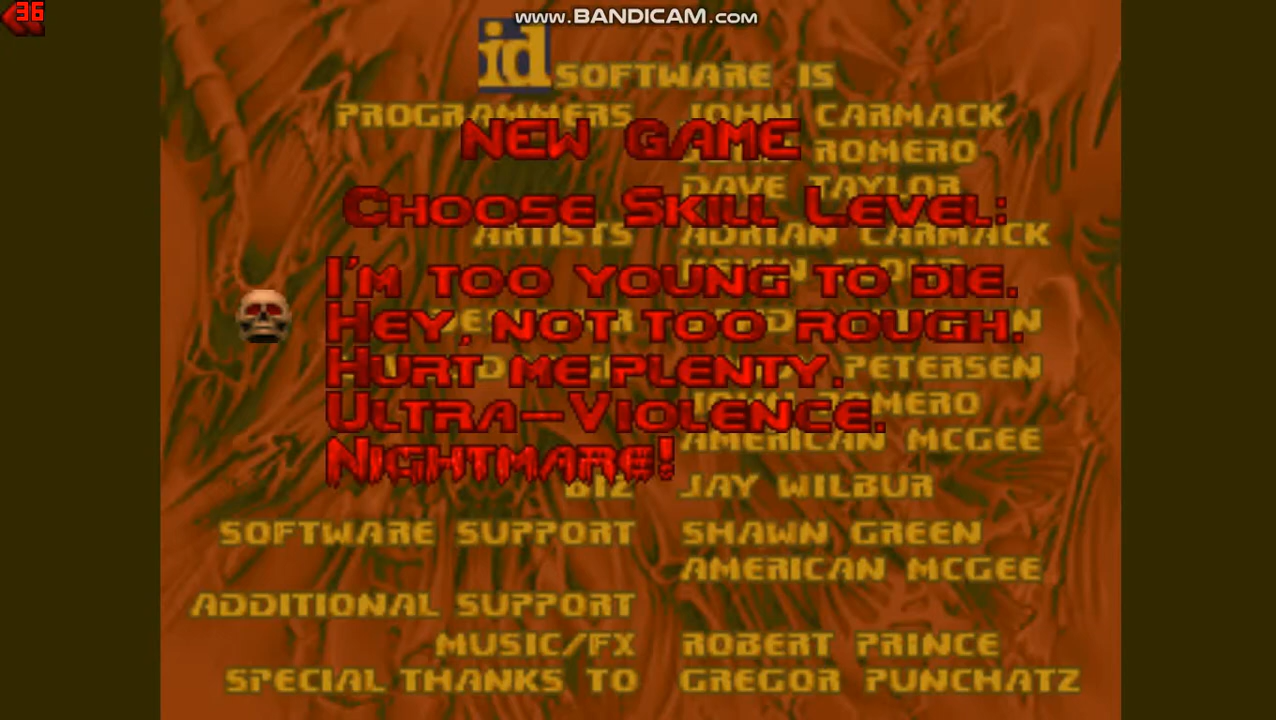 36
www.BANDICAM.com
id SOFTWARE IS
PROGRAMMERS JOHN CARMACK
NEW GAME
ROMERO
DAVE TAYLOR
CHOOSE SKILL LEVEL:
ARTISTS ADRIAN CARMACK
I'M TOO YOUNG TO DIE.
HEY, NOT TOO ROUGH.
HURT ME PLENTY.
PETERSEN
JOHN ROMERO
ULTRA-VIOLENCE.
AMERICAN MCGEE
NIGHTMARE!
BIZ JAY WILBUR
SOFTWARE SUPPORT SHAWN GREEN
AMERICAN MCGEE
ADDITIONAL SUPPORT
MUSIC/FX ROBERT PRINCE
SPECIAL THANKS TO GREGOR PUNCHATZ